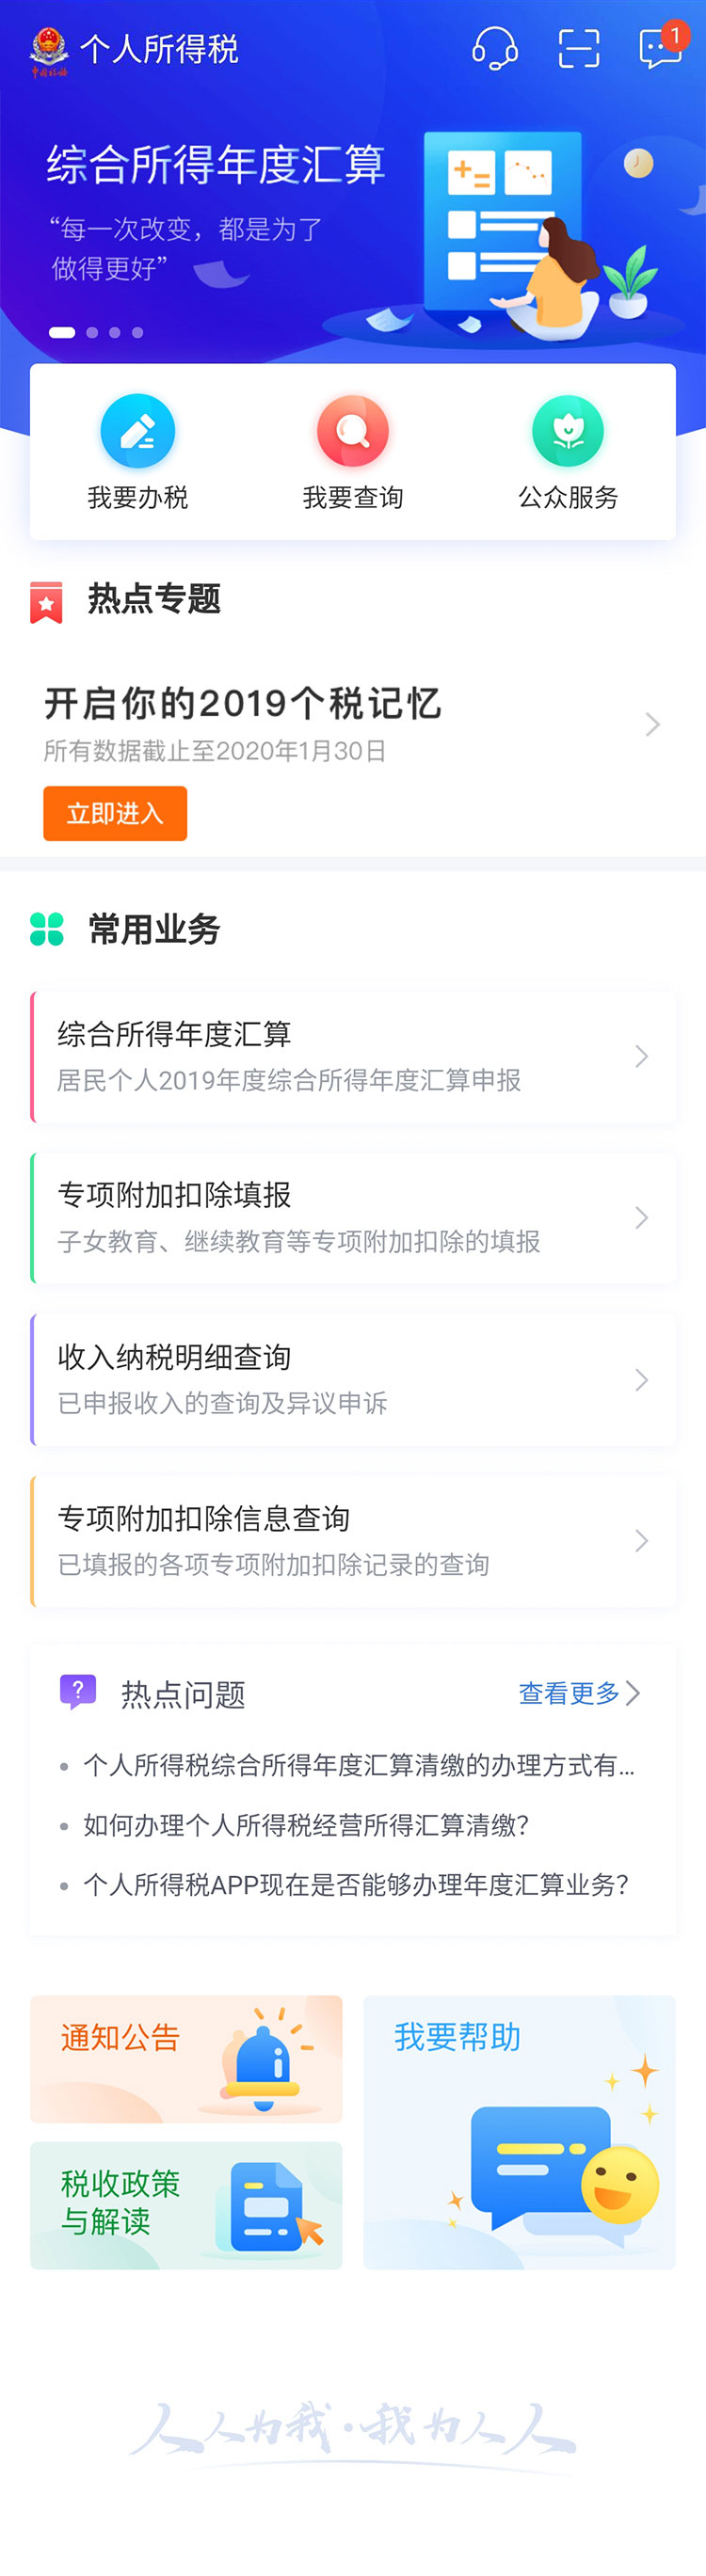 中国税务
个人所得税
1
综合所得年度汇算
“每一次改变，都是为了
做得更好”
我要办税
我要查询
公众服务
热点专题
开启你的2019个税记忆
所有数据截止至2020年1月30日
立即进入
常用业务
综合所得年度汇算
居民个人2019年度综合所得年度汇算申报
专项附加扣除填报
子女教育、继续教育等专项附加扣除的填报
收入纳税明细查询
已申报收入的查询及异议申诉
专项附加扣除信息查询
已填报的各项专项附加扣除记录的查询
热点问题
查看更多
个人所得税综合所得年度汇算清缴的办理方式有...
如何办理个人所得税经营所得汇算清缴？
个人所得税APP现在是否能够办理年度汇算业务？
通知公告
我要帮助
税收政策
与解读
人人为我·我为人人